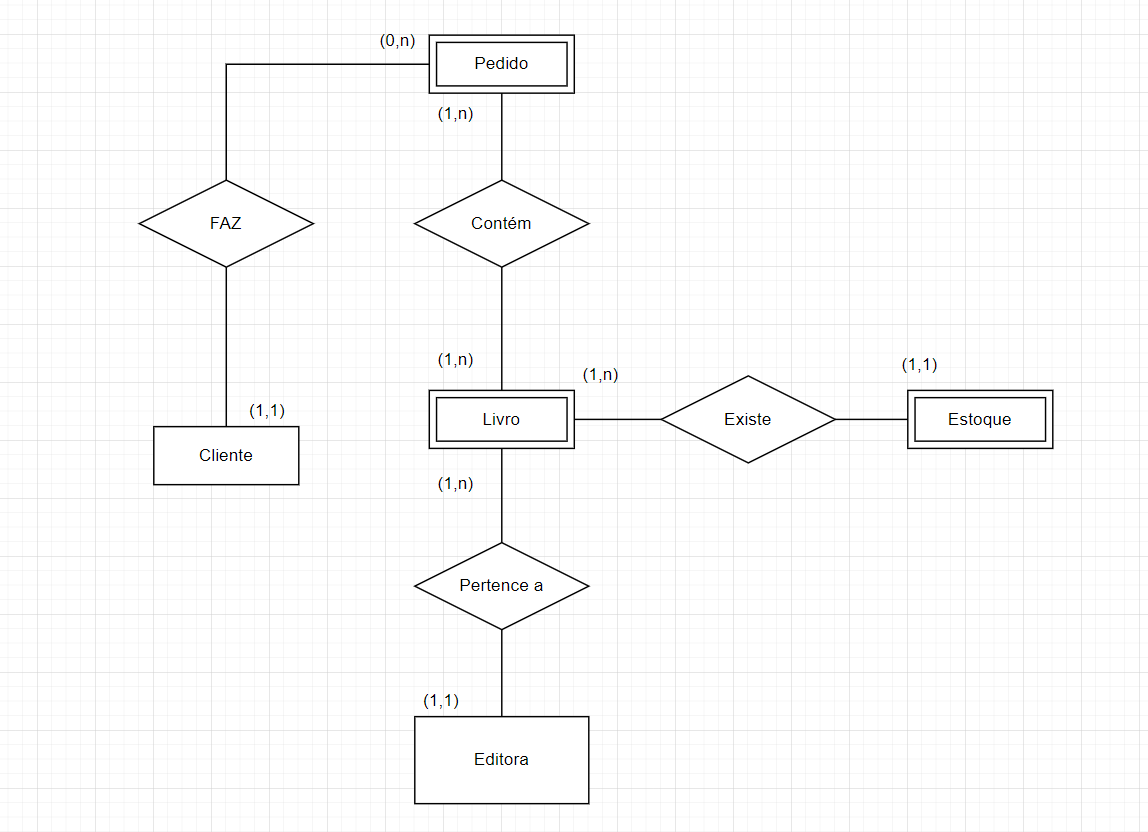 (0,n)
Pedido
(1,n)
FAZ
Contém
(1,n)
(1,n)
(1,1)
(1,1)
Livro
Existe
Estoque
Cliente
(1,n)
Pertence a
(1,1)
Editora